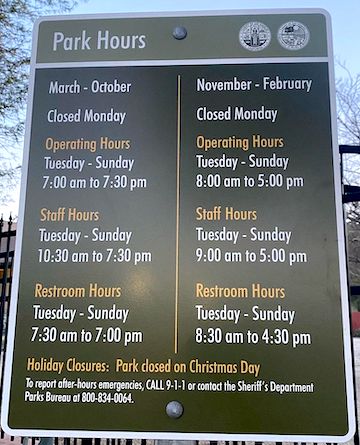 Park Hours
March - October
Closed Monday
Operating Hours
Tuesday - Sunday
7:00 am to 7:30 pm
Staff Hours
Tuesday - Sunday
10:30 am to 7:30 pm
Restroom Hours
Tuesday - Sunday
7:30 am to 7:00 pm
November - February
Closed Monday
Operating Hours
Tuesday - Sunday
8:00 am to 5:00 pm
Staff Hours
Tuesday - Sunday
9:00 am to 5:00 pm
Restroom Hours
Tuesday - Sunday
8:30 am to 4:30 pm
Holiday Closures: Park closed on Christmas Day
To report after-hours emergencies, CALL 9-1-1 or contact the Sheriff's Department
Parks Bureau at 800-834-0064.